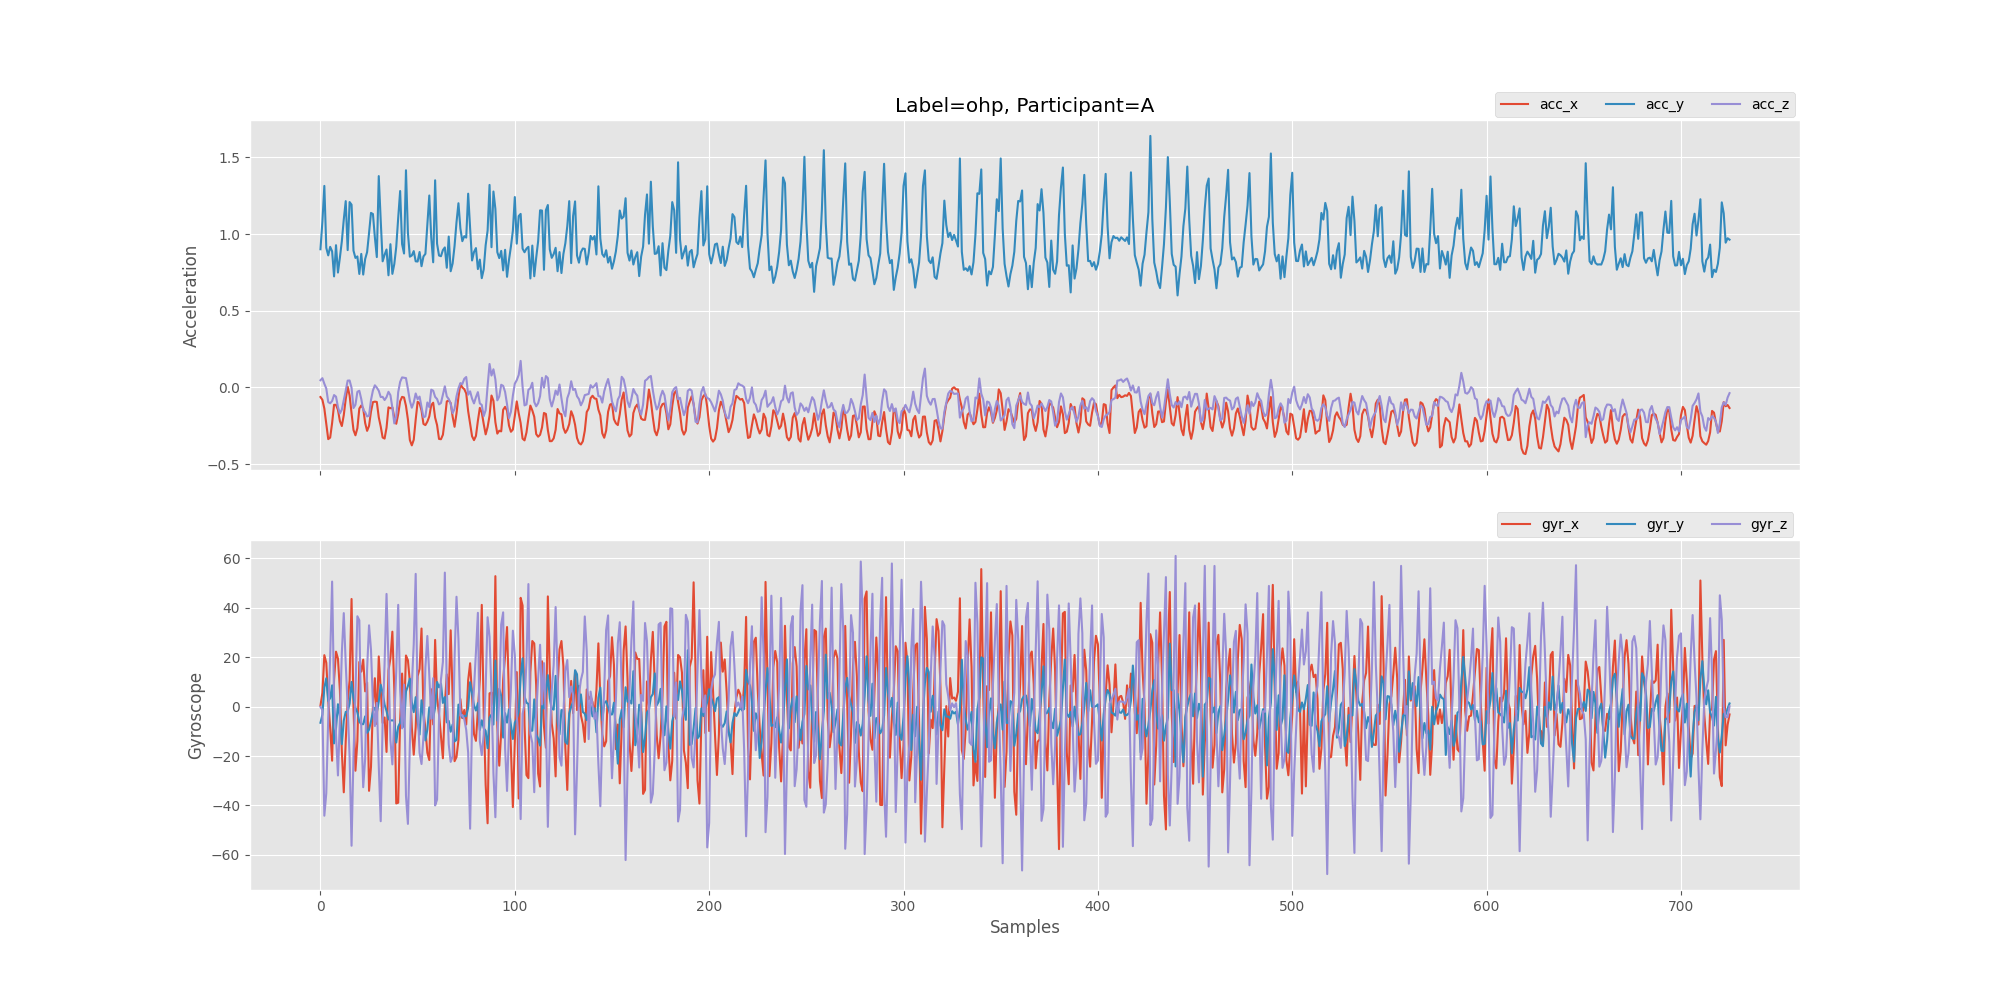 Label=ohp, Participant=A
acc_x acc_y acc_z
1.5
1.0
0.5
0.0
−0.5
Acceleration
gyr_x gyr_y gyr_z
60
40
20
0
−20
−40
−60
Gyroscope
0 100 200 300 400 500 600 700
Samples